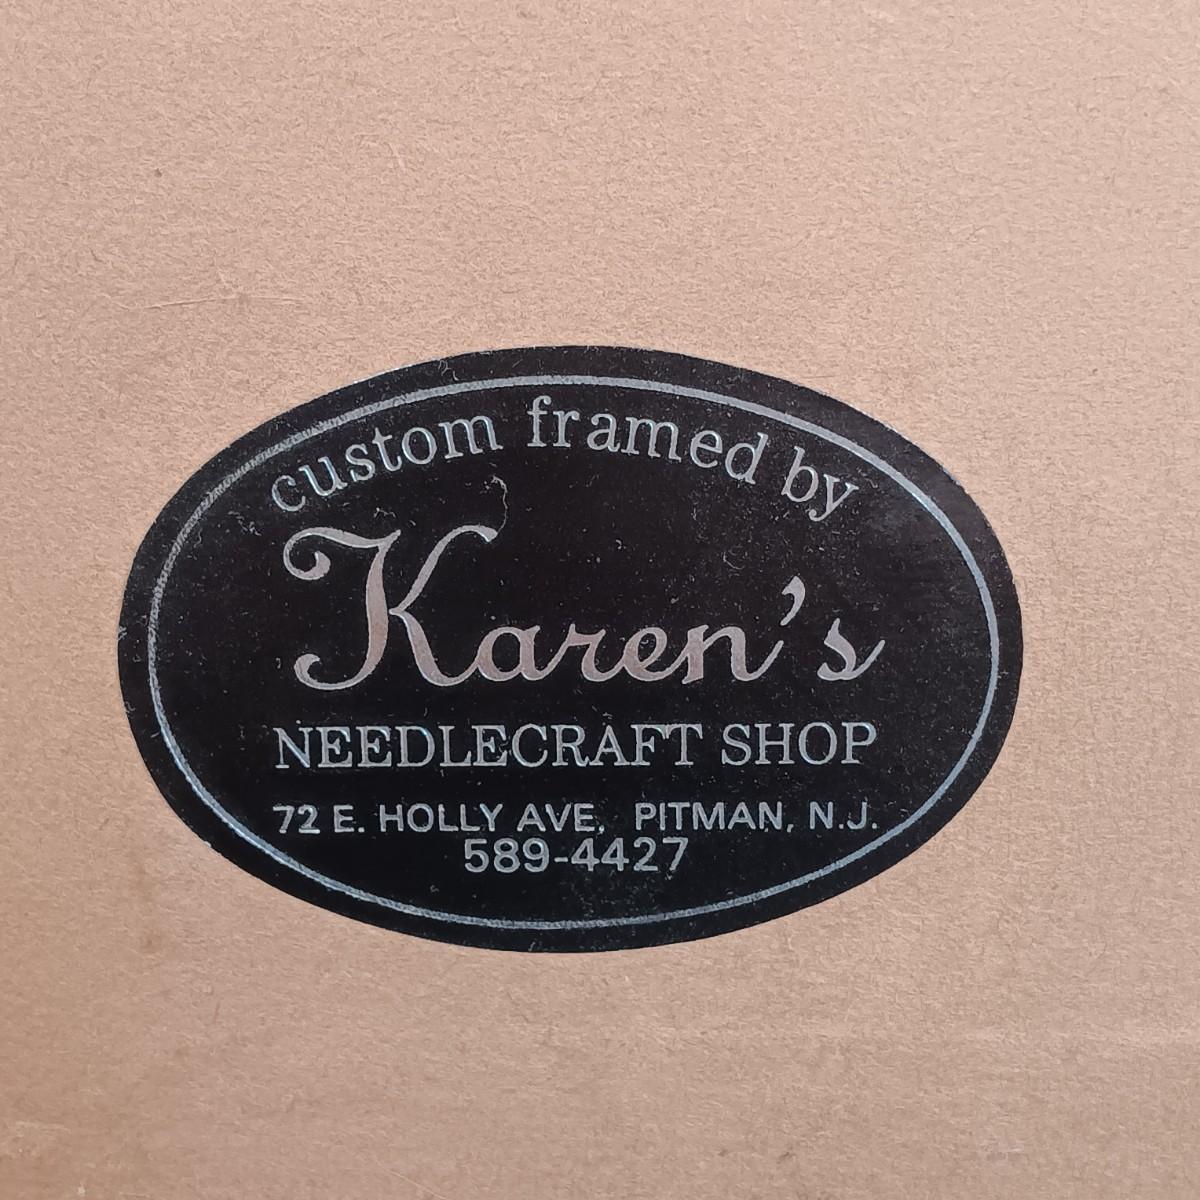 custom framed by
Karen's
NEEDLECRAFT SHOP
72 E. HOLLY AVE, PITMAN, N.J.
589-4427